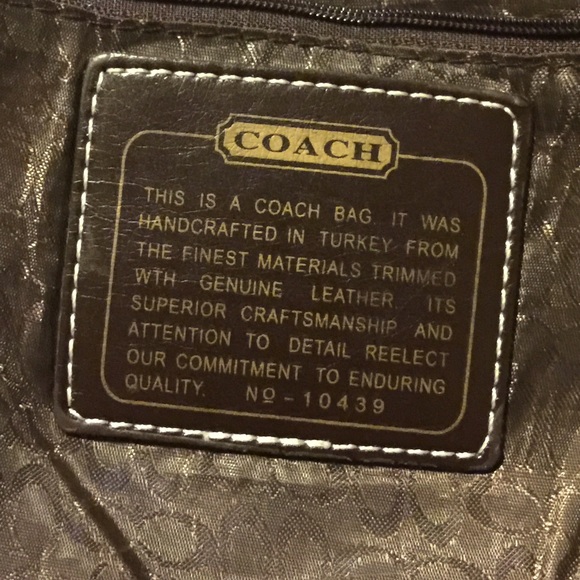 COACH
THIS IS A COACH BAG. IT WAS
HANDCRAFTED IN TURKEY FROM
THE FINEST MATERIALS TRIMMED
WTH GENUINE LEATHER. ITS
SUPERIOR CRAFTSMANSHIP AND
ATTENTION TO DETAIL REELECT
OUR COMMITMENT TO ENDURING
QUALITY. Nº-10439